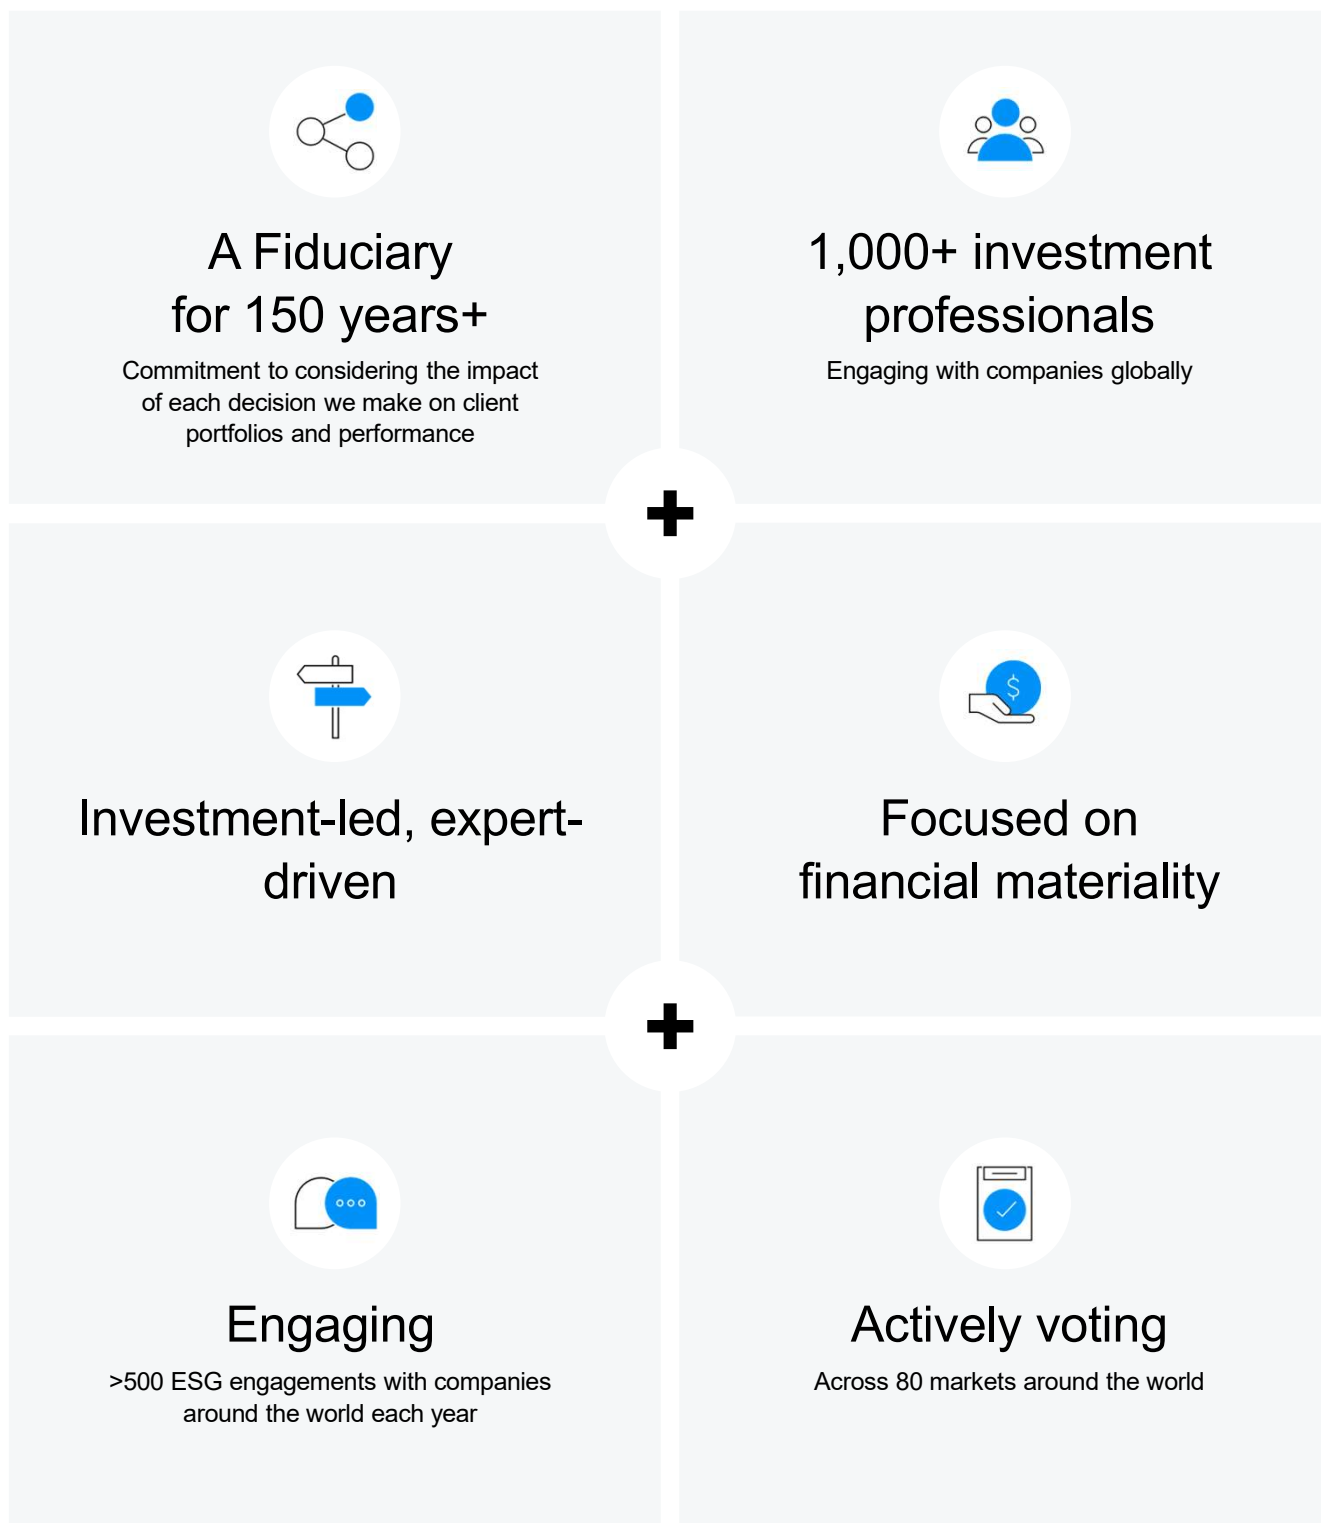 A Fiduciary
for 150 years+
Commitment to considering the impact
of each decision we make on client
portfolios and performance
1,000+ investment
professionals
Engaging with companies globally
Investment-led, expert-
driven
$
Focused on
financial materiality
Engaging
>500 ESG engagements with companies
around the world each year
Actively voting
Across 80 markets around the world